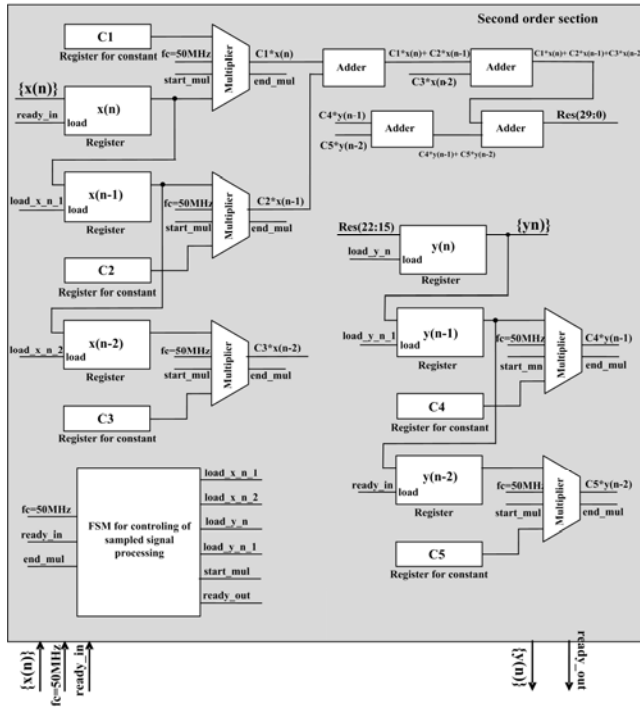 Second order section
C1
Register for constant
fc=50MHz
start_mul
Multiplier
C1*x(n)
end_mul
Adder
C1*x(n)+ C2*x(n-1)
C3*x(n-2)
Adder
C1*x(n)+ C2*x(n-1)+C3*x(n-2
{x(n)}
ready_in
x(n)
load
Register
C4*y(n-1)
C5*y(n-2)
Adder
C4*y(n-1)+ C5*y(n-2)
Adder
Res(29:0)
load_x_n_1
x(n-1)
load
Register
fc=50MHz
start_mul
Multiplier
C2*x(n-1)
end_mul
C2
Register for constant
Res(22:15)
load_y_n
y(n)
load
Register
{yn)}
load_x_n_2
x(n-2)
load
Register
fc=50MHz
start_mul
Multiplier
C3*x(n-2)
end_mul
C3
Register for constant
load_y_n_1
y(n-1)
load
Register
fc=50MHz
start_mn
Multiplier
C4*y(n-1)
end_mul
C4
Register for constant
ready_in
y(n-2)
load
Register
fc=50MHz
start_mul
Multiplier
C5*y(n-2)
end_mul
C5
Register for constant
fc=50MHz
ready_in
end_mul
FSM for controling of
sampled signal
processing
load_x_n_1
load_x_n_2
load_y_n
load_y_n_1
start_mul
ready_out
{x(n)}
fc=50MHz
ready_in
{y(n)}
ready_out